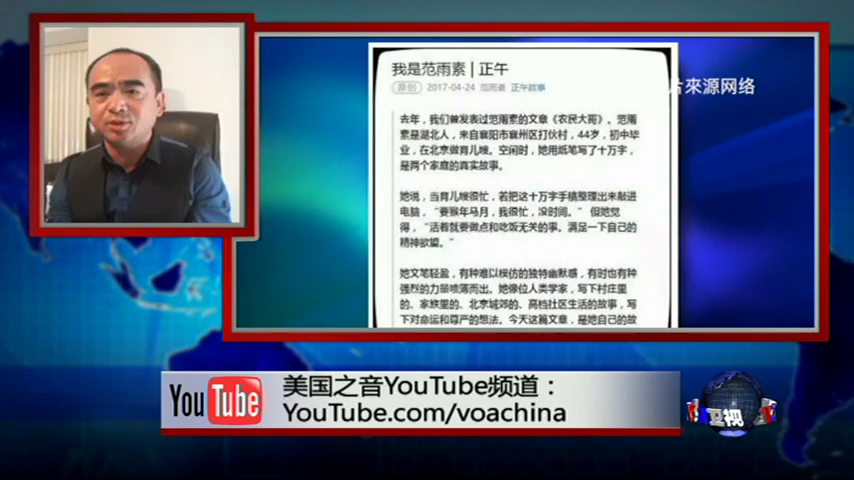 我是范雨素 | 正午
原创 2017-04-24 范雨素 正午故事
片來源网络
去年，我们曾发表过范雨素的文章《农民大哥》。范雨
素是湖北人，来自襄阳市襄州区打伙村，44岁，初中毕
业，在北京做育儿嫂。空闲时，她用纸笔写了十万字，
是两个家庭的真实故事。
她说，当育儿嫂很忙，若把这十万字手稿整理出来敲进
电脑，“要猴年马月，我很忙，没时间。”但她觉
得，“活着就要做点和吃饭无关的事。满足一下自己的
精神欲望。”
她文笔轻盈，有种难以模仿的独特幽默感，有时也有种
强烈的力量喷薄而出。她像位人类学家，写下村庄里
的、家族里的、北京城郊的、高档社区生活的故事，写
下对命运和尊严的想法。今天这篇文章，是她自己的故
YouTube
美国之音YouTube频道：
YouTube.com/voachina
卫视